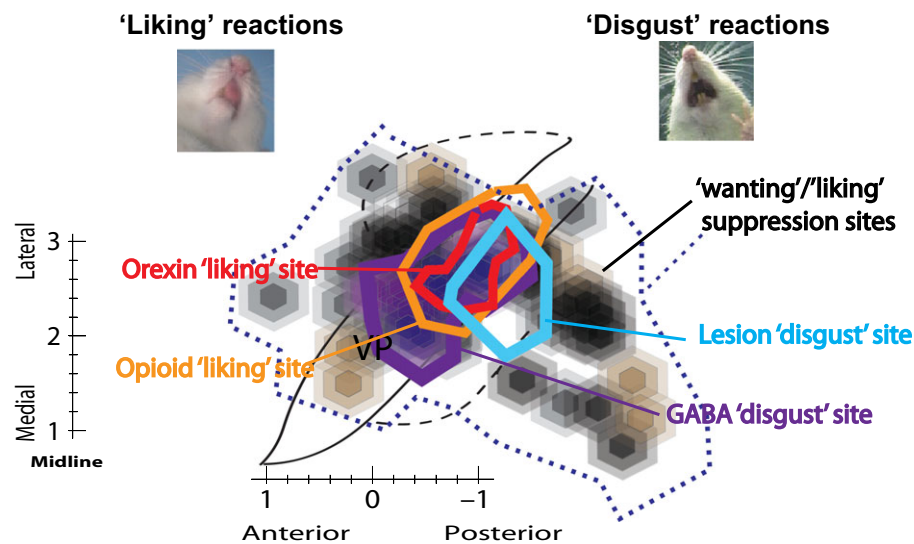 ‘Liking’ reactions
‘Disgust’ reactions
‘wanting’/’liking’
suppression sites
Lateral
3
Orexin ‘liking’ site
2
Lesion ‘disgust’ site
VP
Opioid ‘liking’ site
GABA ‘disgust’ site
Medial
1
Midline
1
0
−1
Anterior
Posterior